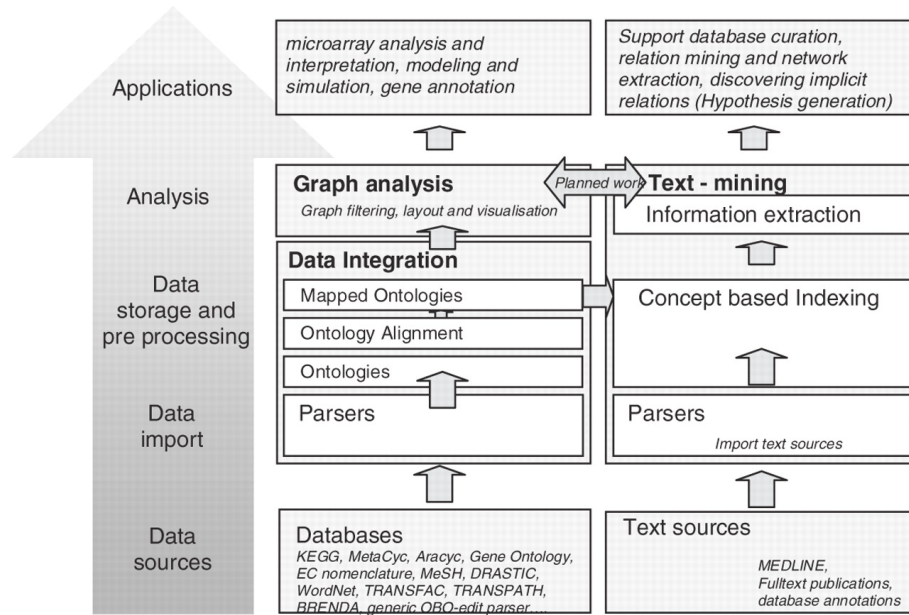 Applications
Analysis
Data
storage and
pre processing
Data
import
Data
sources
microarray analysis and
interpretation, modeling and
simulation, gene annotation
Graph analysis
Graph filtering, layout and visualisation
Data Integration
Mapped Ontologies
Ontology Alignment
Ontologies
Parsers
Databases
KEGG, MetaCyc, Aracyc, Gene Ontology,
EC nomenclature, MeSH, DRASTIC,
WordNet, TRANSFAC, TRANSPATH,
BRENDA, generic OBO-edit parser....
Planned work
Support database curation,
relation mining and network
extraction, discovering implicit
relations (Hypothesis generation)
Text - mining
Information extraction
Concept based Indexing
Parsers
Import text sources
Text sources
MEDLINE,
Fulltext publications,
database annotations